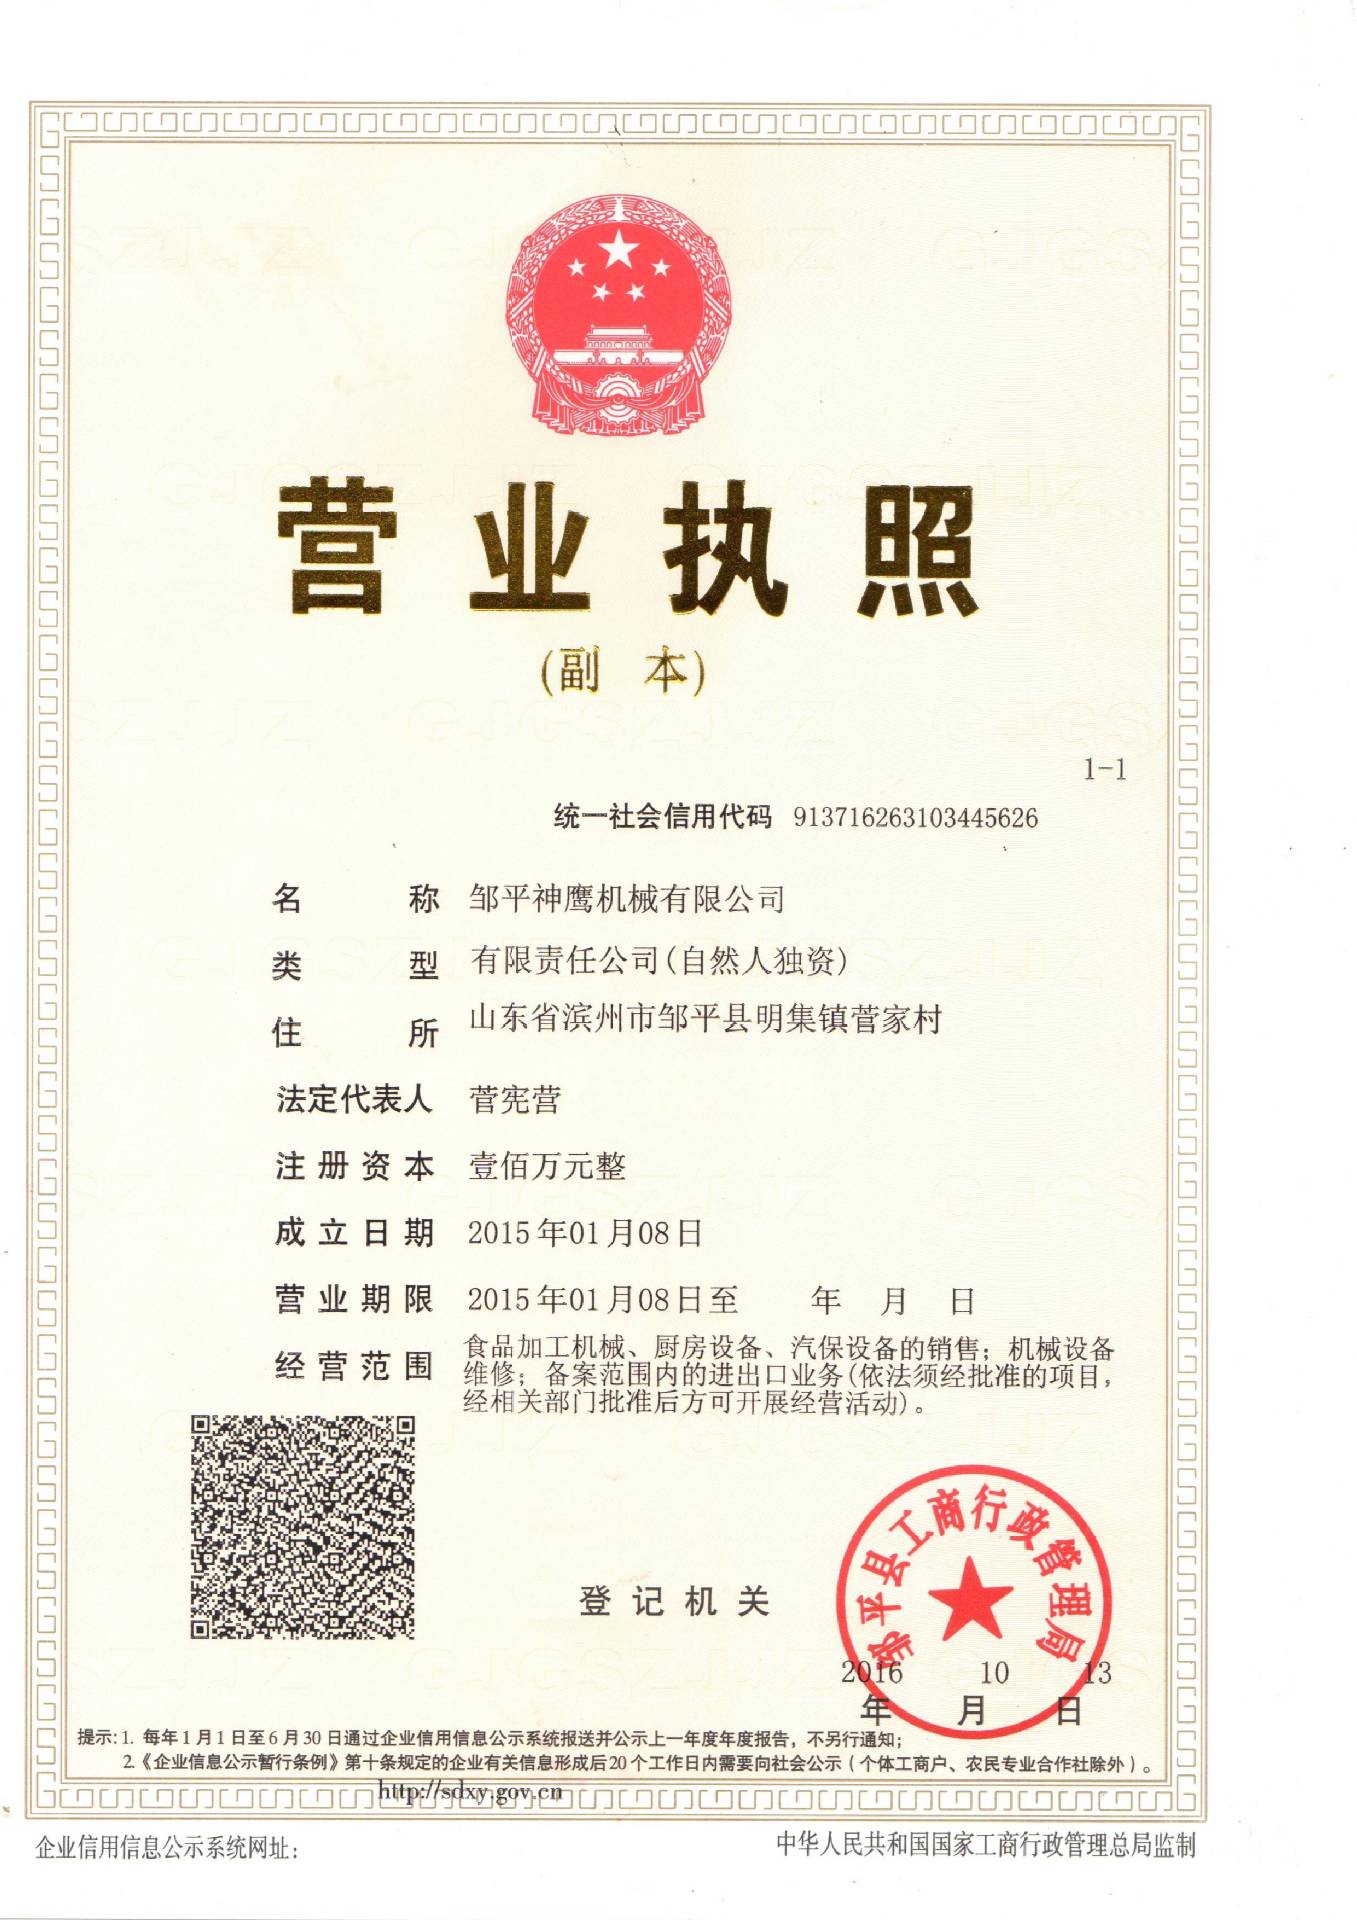 营业执照
(副 本)
1-1
统一社会信用代码 913716263103445626
名 称 邹平神鹰机械有限公司
类 型 有限责任公司(自然人独资)
住 所 山东省滨州市邹平县明集镇菅家村
法定代表人 菅宪营
注册资本 壹佰万元整
成立日期 2015年01月08日
营业期限 2015年01月08日至 年 月 日
经营范围 食品加工机械、厨房设备、汽保设备的销售；机械设备
维修；备案范围内的进出口业务(依法须经批准的项目,
经相关部门批准后方可开展经营活动)。
邹平县工商行政管理局
登记机关
2016 10 13
年 月 日
提示：1. 每年1月1日至6月30日通过企业信用信息公示系统报送并公示上一年度年度报告，不另行通知；
2.《企业信息公示暂行条例》第十条规定的企业有关信息形成后20个工作日内需要向社会公示（个体工商户、农民专业合作社除外）。
http://sdxy.gov.cn
企业信用信息公示系统网址：
中华人民共和国国家工商行政管理总局监制